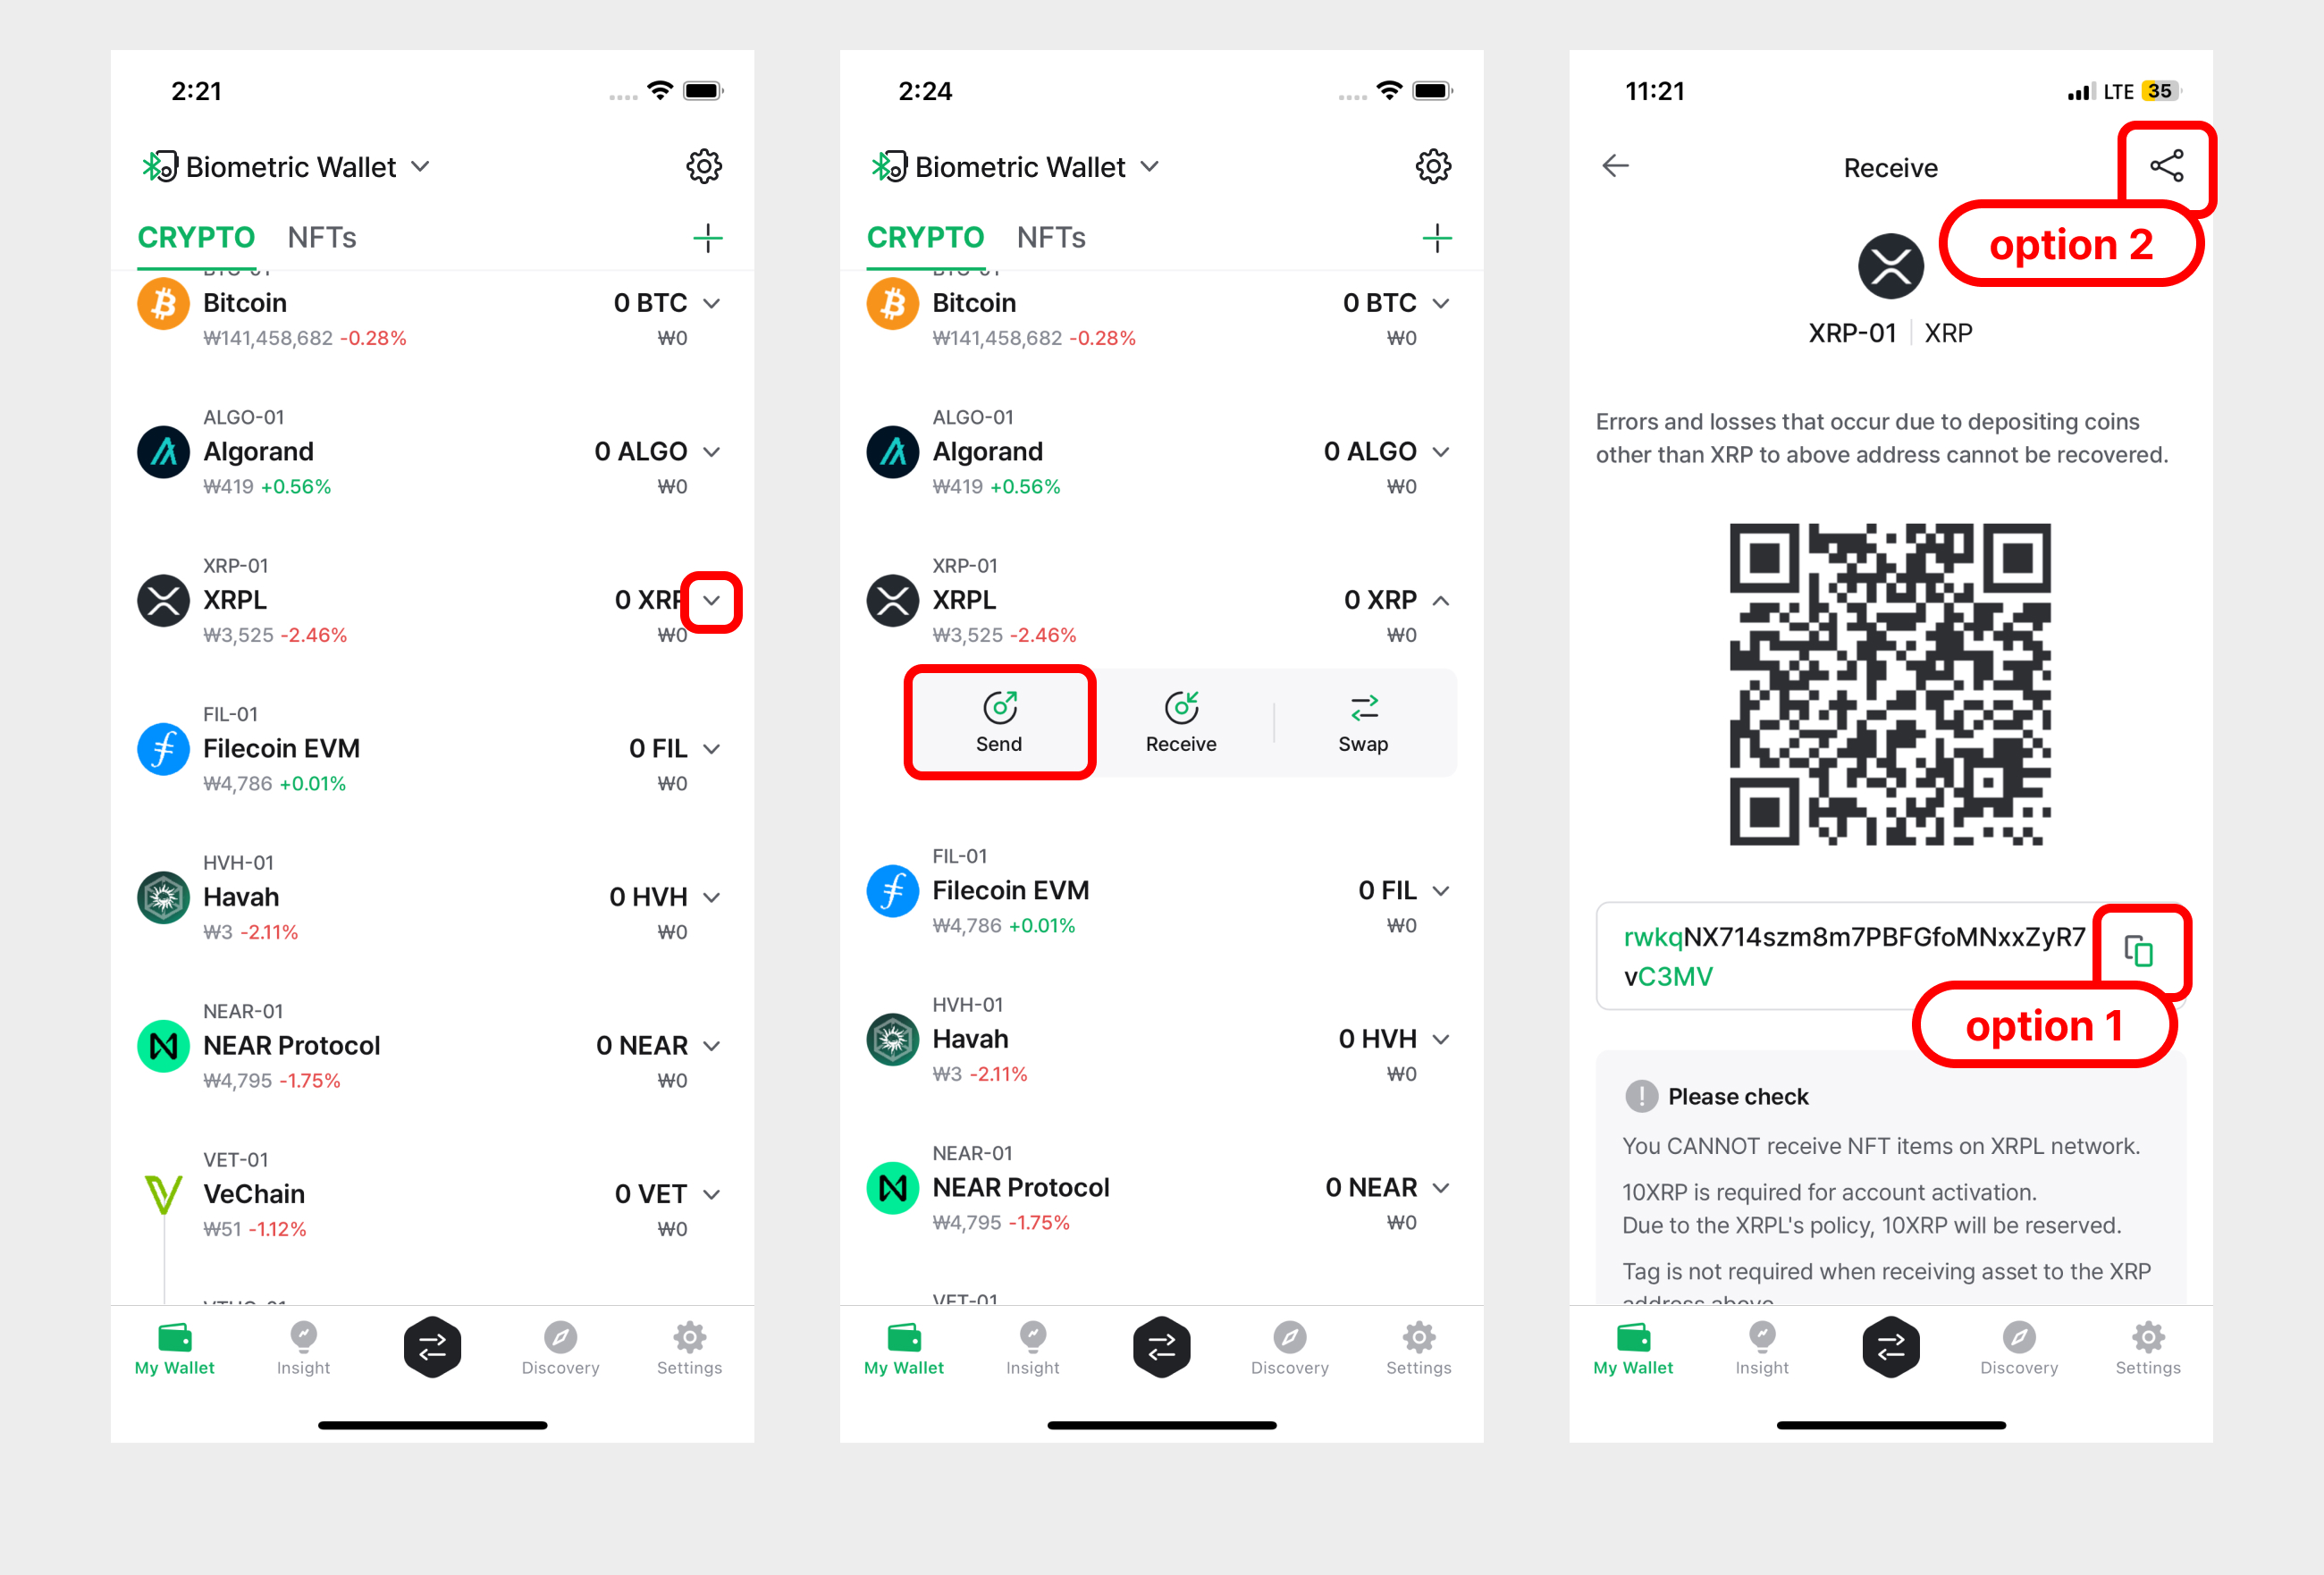 2:21
Biometric Wallet
CRYPTO NFTs
Bitcoin 0 BTC
₩141,458,682 -0.28% ₩0
ALGO-01
Algorand 0 ALGO
₩419 +0.56% ₩0
XRP-01
XRPL 0 XRP
₩3,525 -2.46% ₩0
FIL-01
Filecoin EVM 0 FIL
₩4,786 +0.01% ₩0
HVH-01
Havah 0 HVH
₩3 -2.11% ₩0
NEAR-01
NEAR Protocol 0 NEAR
₩4,795 -1.75% ₩0
VET-01
VeChain 0 VET
₩51 -1.12% ₩0
My Wallet Insight Discovery Settings
2:24
Biometric Wallet
CRYPTO NFTs
Bitcoin 0 BTC
₩141,458,682 -0.28% ₩0
ALGO-01
Algorand 0 ALGO
₩419 +0.56% ₩0
XRP-01
XRPL 0 XRP
₩3,525 -2.46% ₩0
Send Receive Swap
FIL-01
Filecoin EVM 0 FIL
₩4,786 +0.01% ₩0
HVH-01
Havah 0 HVH
₩3 -2.11% ₩0
NEAR-01
NEAR Protocol 0 NEAR
₩4,795 -1.75% ₩0
VET-01
My Wallet Insight Discovery Settings
11:21 LTE 35
Receive
option 2
XRP-01 XRP
Errors and losses that occur due to depositing coins
other than XRP to above address cannot be recovered.
rwkqNX714szm8m7PBFGfoMNxxZyR7
vC3MV
option 1
Please check
You CANNOT receive NFT items on XRPL network.
10XRP is required for account activation.
Due to the XRPL's policy, 10XRP will be reserved.
Tag is not required when receiving asset to the XRP
address above
My Wallet Insight Discovery Settings